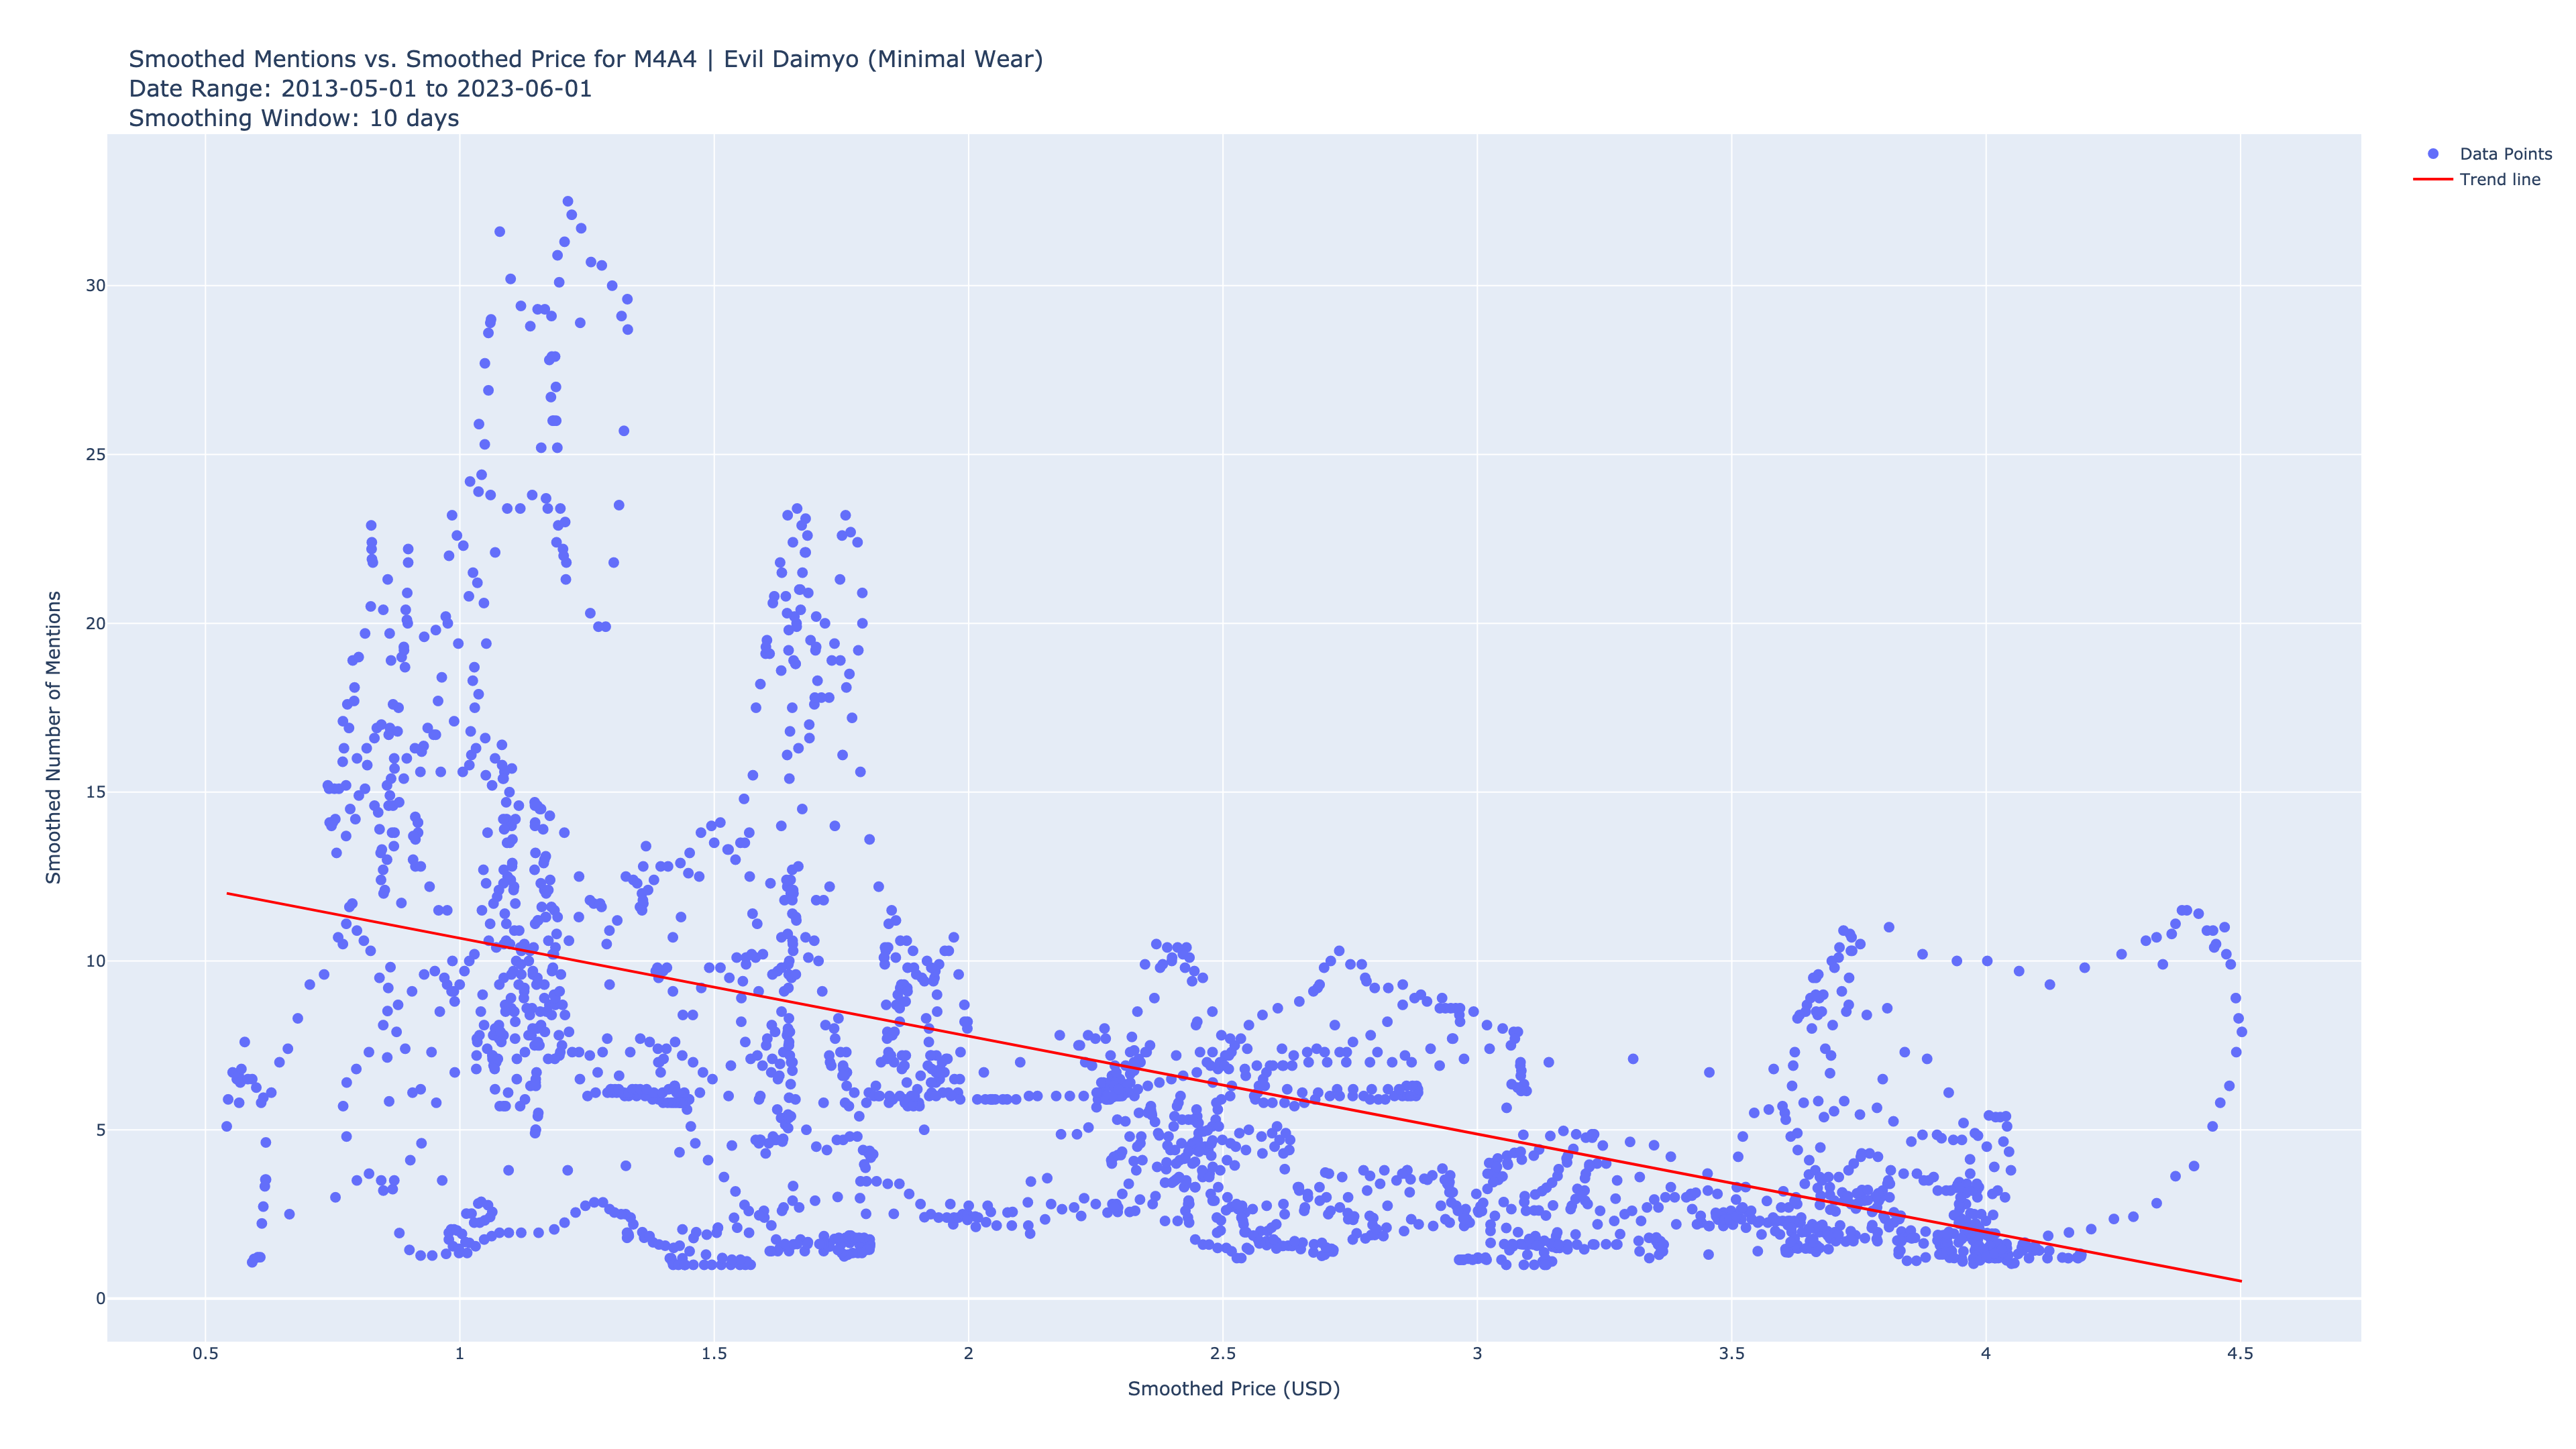 Smoothed Mentions vs. Smoothed Price for M4A4 | Evil Daimyo (Minimal Wear)
Date Range: 2013-05-01 to 2023-06-01
Smoothing Window: 10 days
Data Points
Trend line
Smoothed Number of Mentions
30
25
20
15
10
5
0
0.5
1
1.5
2
2.5
3
3.5
4
4.5
Smoothed Price (USD)